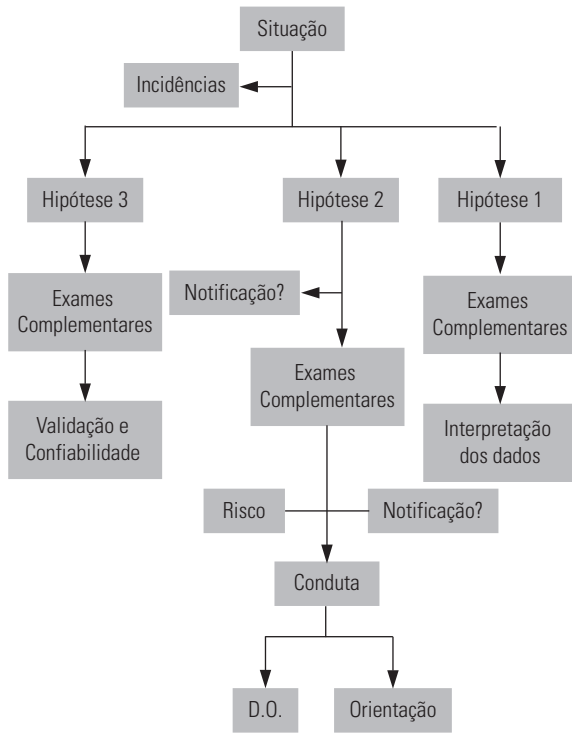 Situação
Incidências
Hipótese 3
Hipótese 2
Hipótese 1
Notificação?
Exames
Complementares
Exames
Complementares
Exames
Complementares
Validação e
Confiabilidade
Interpretação
dos dados
Risco
Notificação?
Conduta
D.O.
Orientação